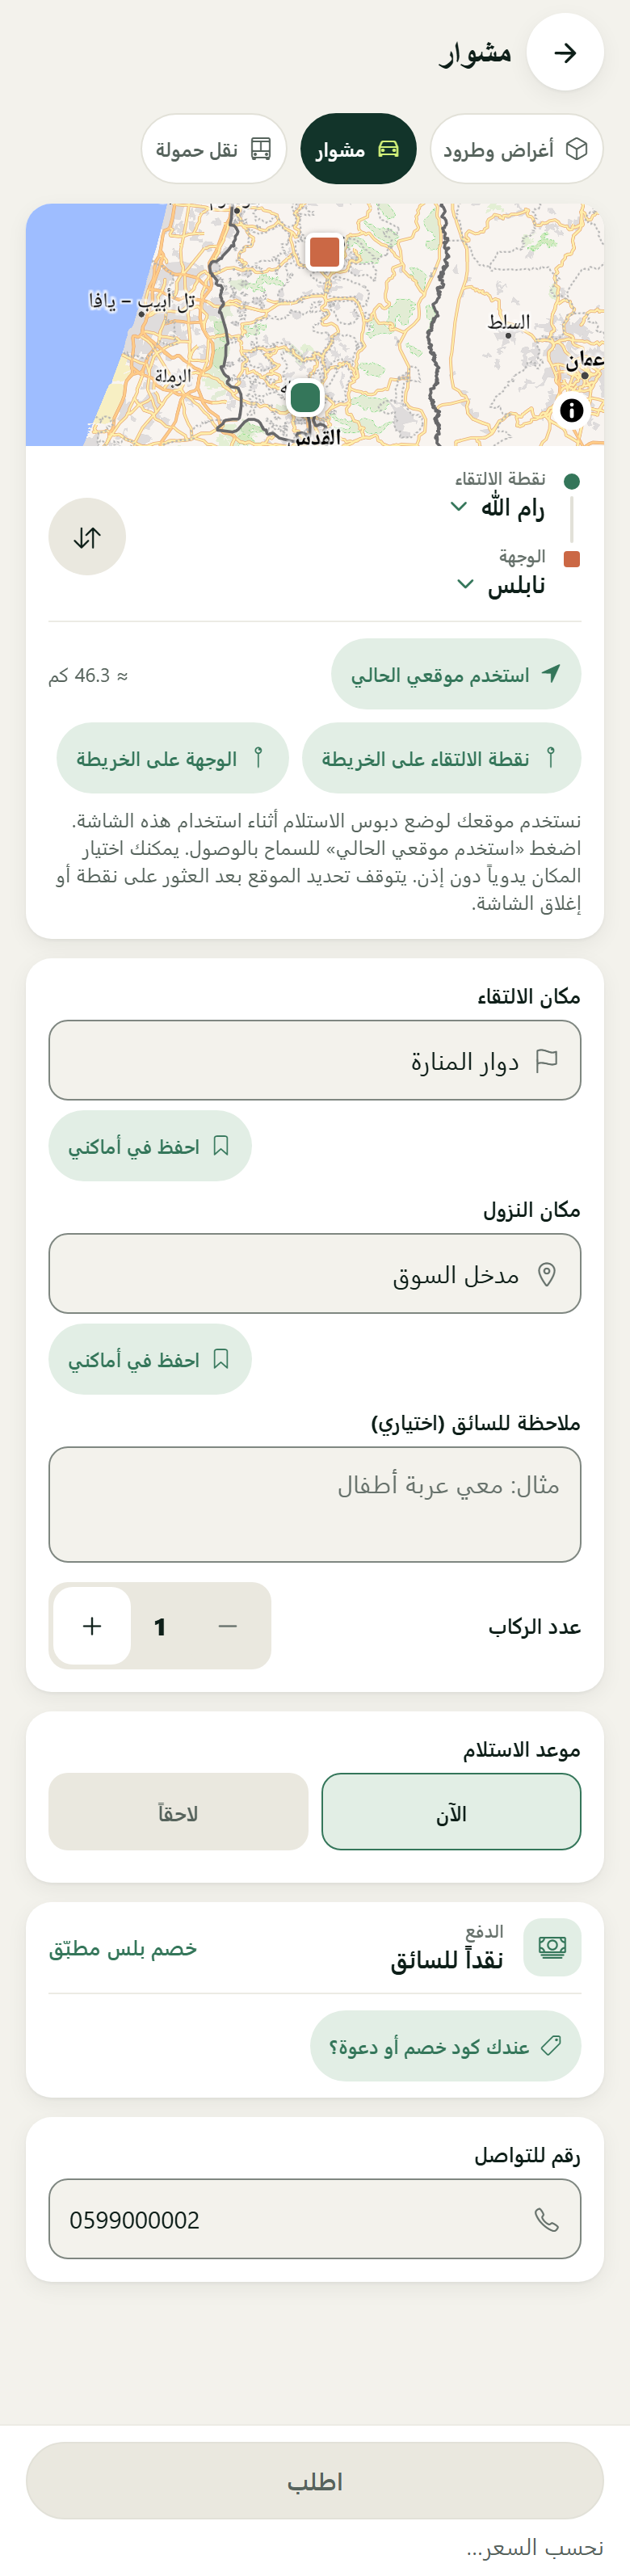 مشوار
أغراض وطرود
مشوار
نقل حمولة
تل أبيب – يافا
السلط
عمان
الرملة
القدس
نقطة الالتقاء
رام الله
الوجهة
نابلس
استخدم موقعي الحالي
≈ 46.3 كم
نقطة الالتقاء على الخريطة
الوجهة على الخريطة
نستخدم موقعك لوضع دبوس الاستلام أثناء استخدام هذه الشاشة.
اضغط «استخدم موقعي الحالي» للسماح بالوصول. يمكنك اختيار
المكان يدوياً دون إذن. يتوقف تحديد الموقع بعد العثور على نقطة أو
إغلاق الشاشة.
مكان الالتقاء
دوار المنارة
احفظ في أماكني
مكان النزول
مدخل السوق
احفظ في أماكني
ملاحظة للسائق (اختياري)
مثال: معي عربة أطفال
عدد الركاب
1
موعد الاستلام
الآن
لاحقاً
الدفع
نقداً للسائق
خصم بلس مطبّق
عندك كود خصم أو دعوة؟
رقم للتواصل
0599000002
اطلب
نحسب السعر...